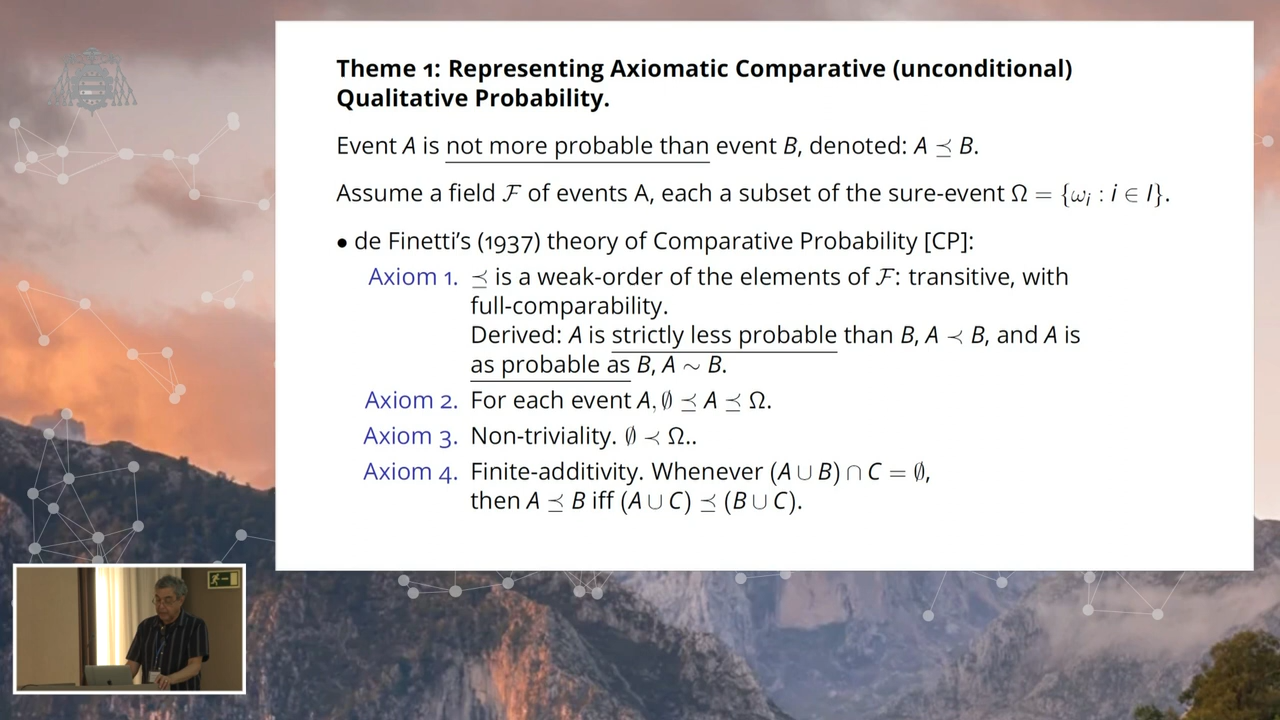 Theme 1: Representing Axiomatic Comparative (unconditional)
Qualitative Probability.
Event A is not more probable than event B, denoted: A ⪯ B.
Assume a field ℱ of events A, each a subset of the sure-event Ω = {ωᵢ : i ∈ I}.
• de Finetti's (1937) theory of Comparative Probability [CP]:
Axiom 1. ⪯ is a weak-order of the elements of ℱ: transitive, with
full-comparability.
Derived: A is strictly less probable than B, A ≺ B, and A is
as probable as B, A ∼ B.
Axiom 2. For each event A, ∅ ⪯ A ⪯ Ω.
Axiom 3. Non-triviality. ∅ ≺ Ω..
Axiom 4. Finite-additivity. Whenever (A ∪ B) ∩ C = ∅,
then A ⪯ B iff (A ∪ C) ⪯ (B ∪ C).